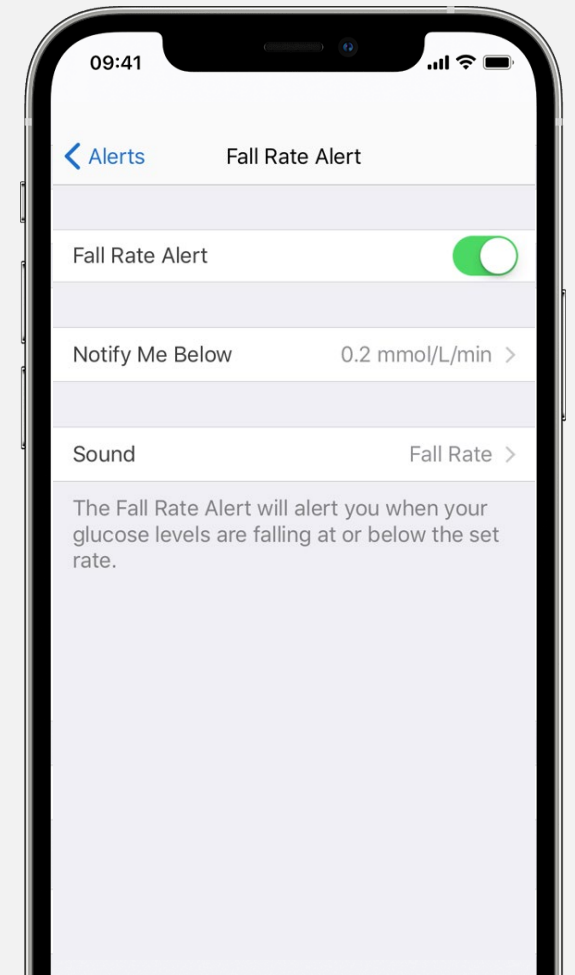 09:41
Alerts
Fall Rate Alert
Fall Rate Alert
Notify Me Below 0.2 mmol/L/min
Sound Fall Rate
The Fall Rate Alert will alert you when your
glucose levels are falling at or below the set
rate.